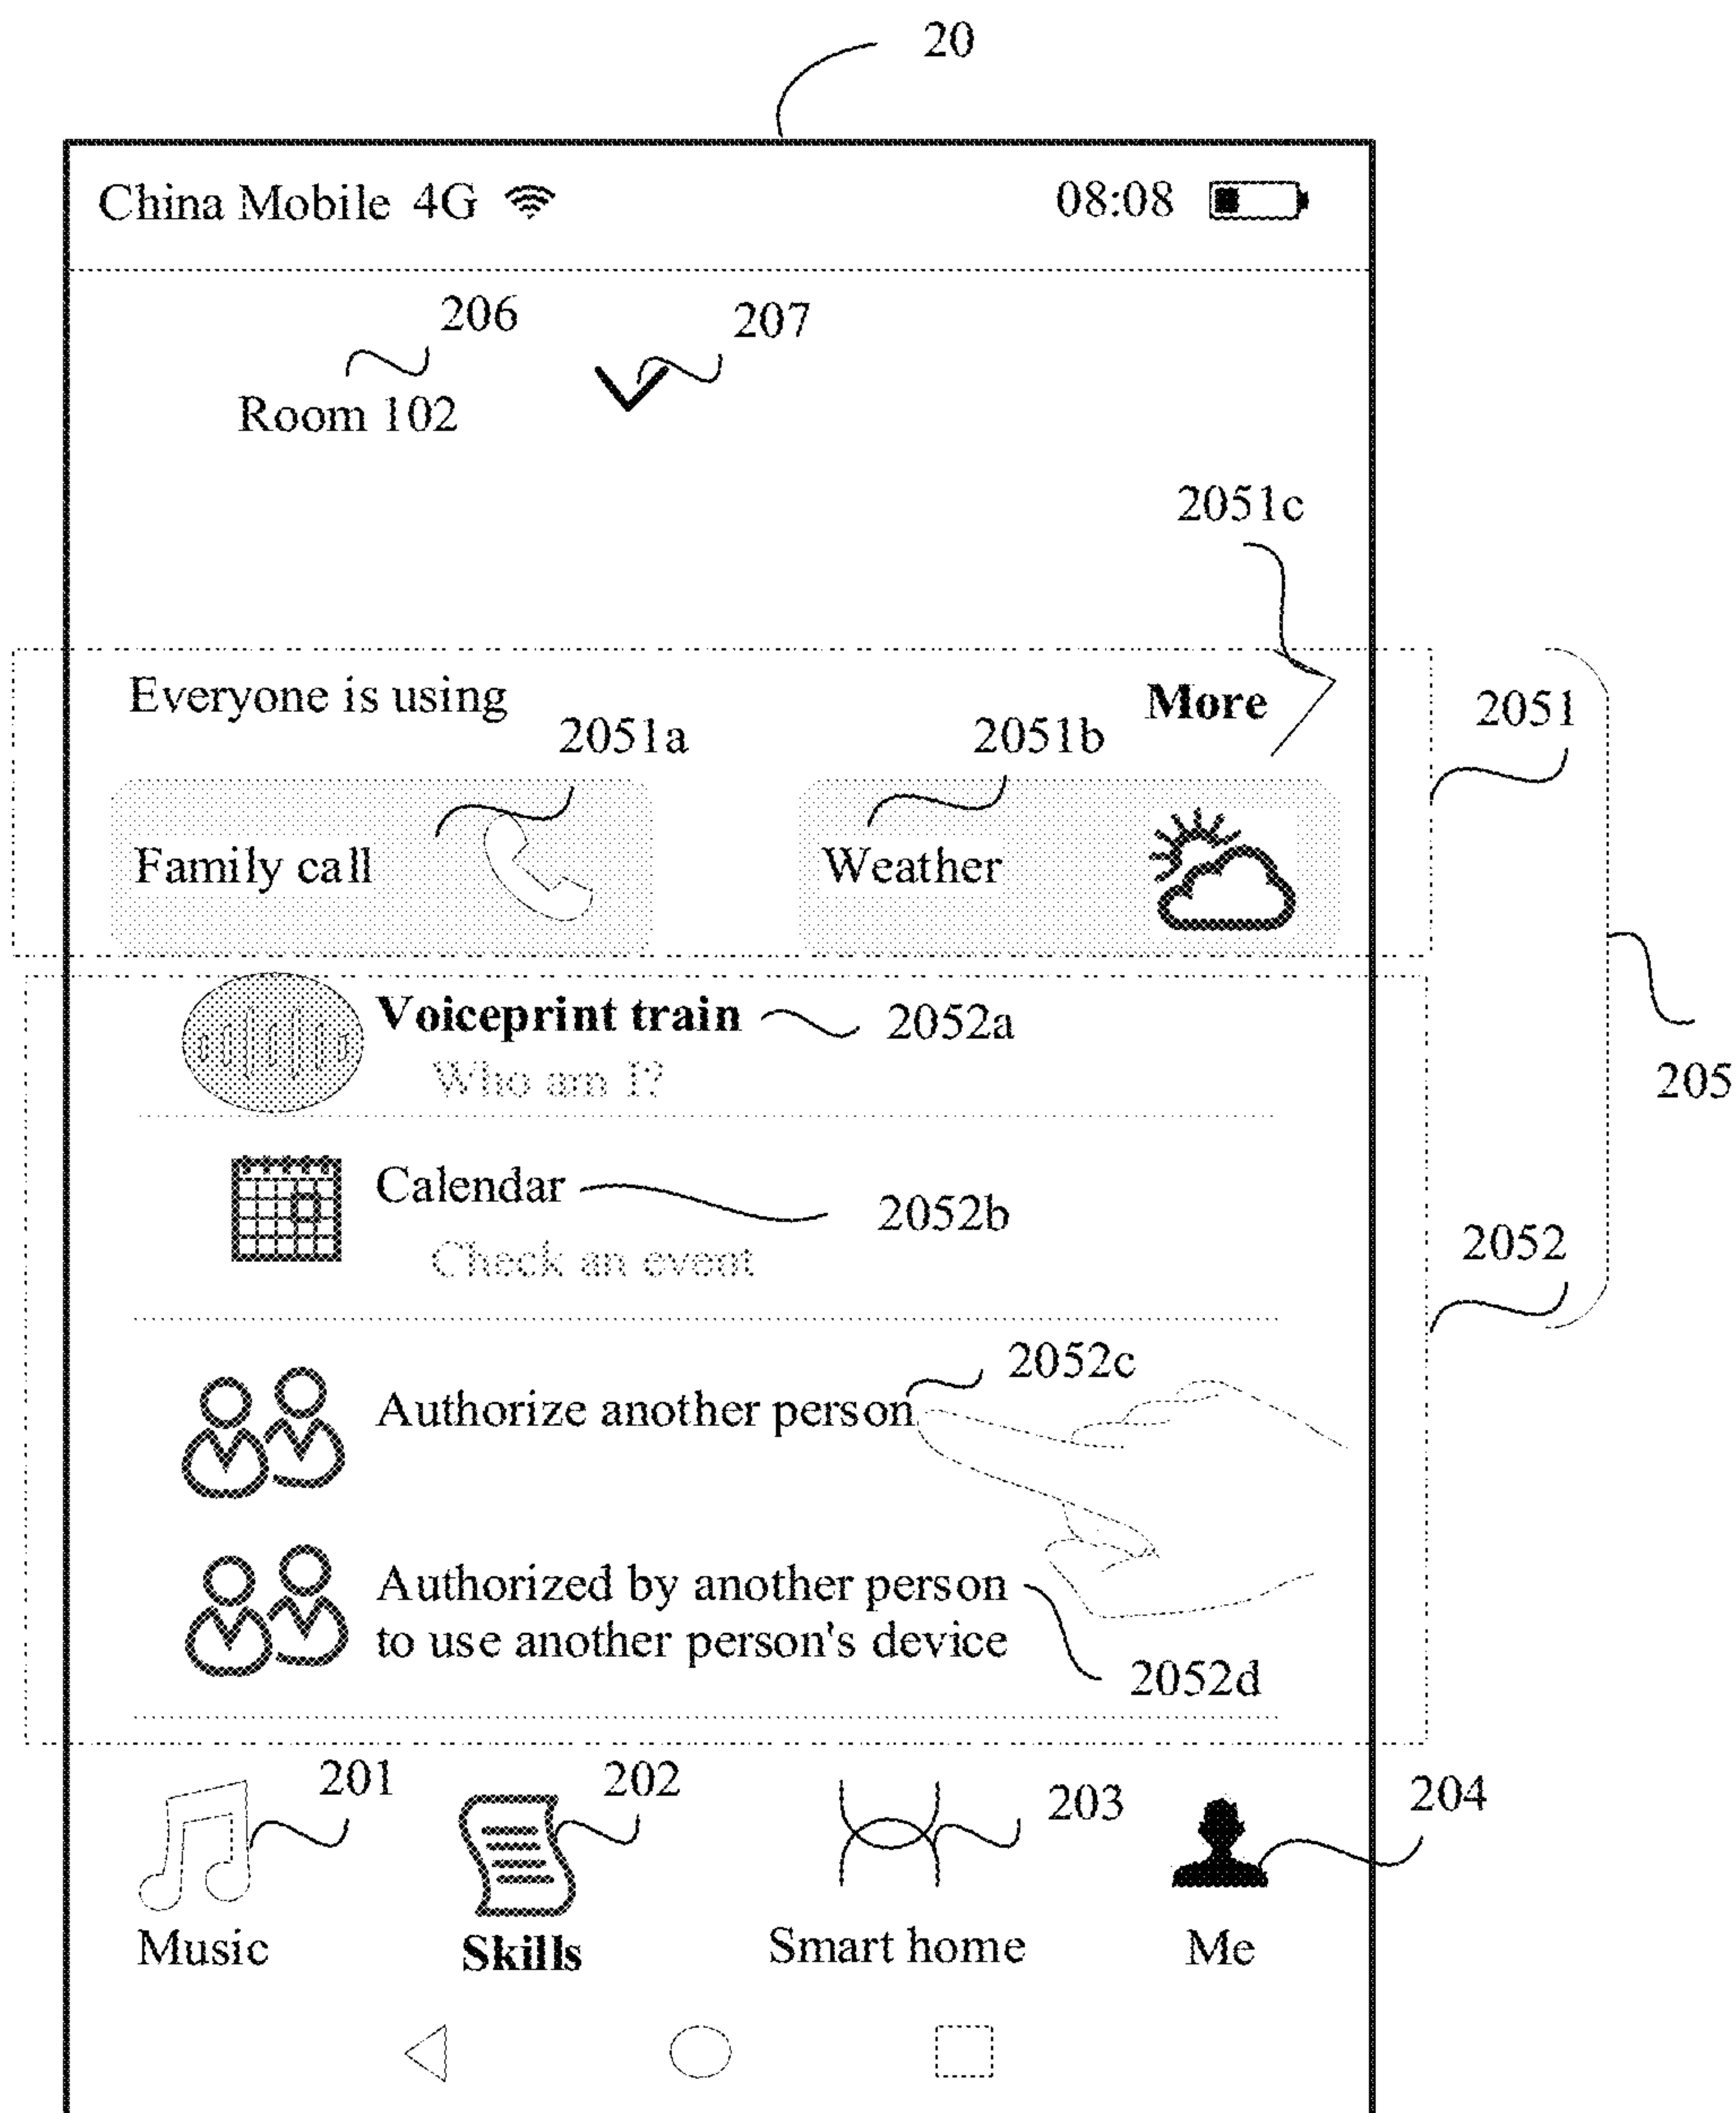 20
China Mobile 4G 08:08
206
207
Room 102
2051c
Everyone is using
More
2051
2051a
2051b
Family call
Weather
Voiceprint train
2052a
Who am I?
205
Calendar
2052b
Check an event
2052
2052c
Authorize another person
Authorized by another person
to use another person's device
2052d
201
202
203
204
Music
Skills
Smart home
Me